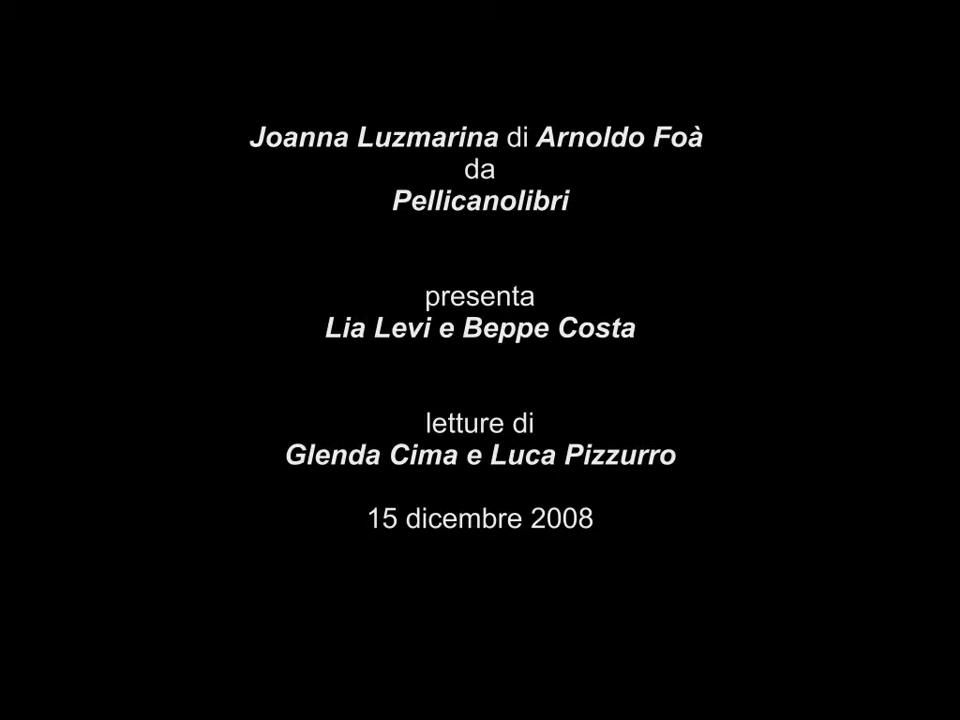 Joanna Luzmarina di Arnoldo Foà
da
Pellicanolibri
presenta
Lia Levi e Beppe Costa
letture di
Glenda Cima e Luca Pizzurro
15 dicembre 2008